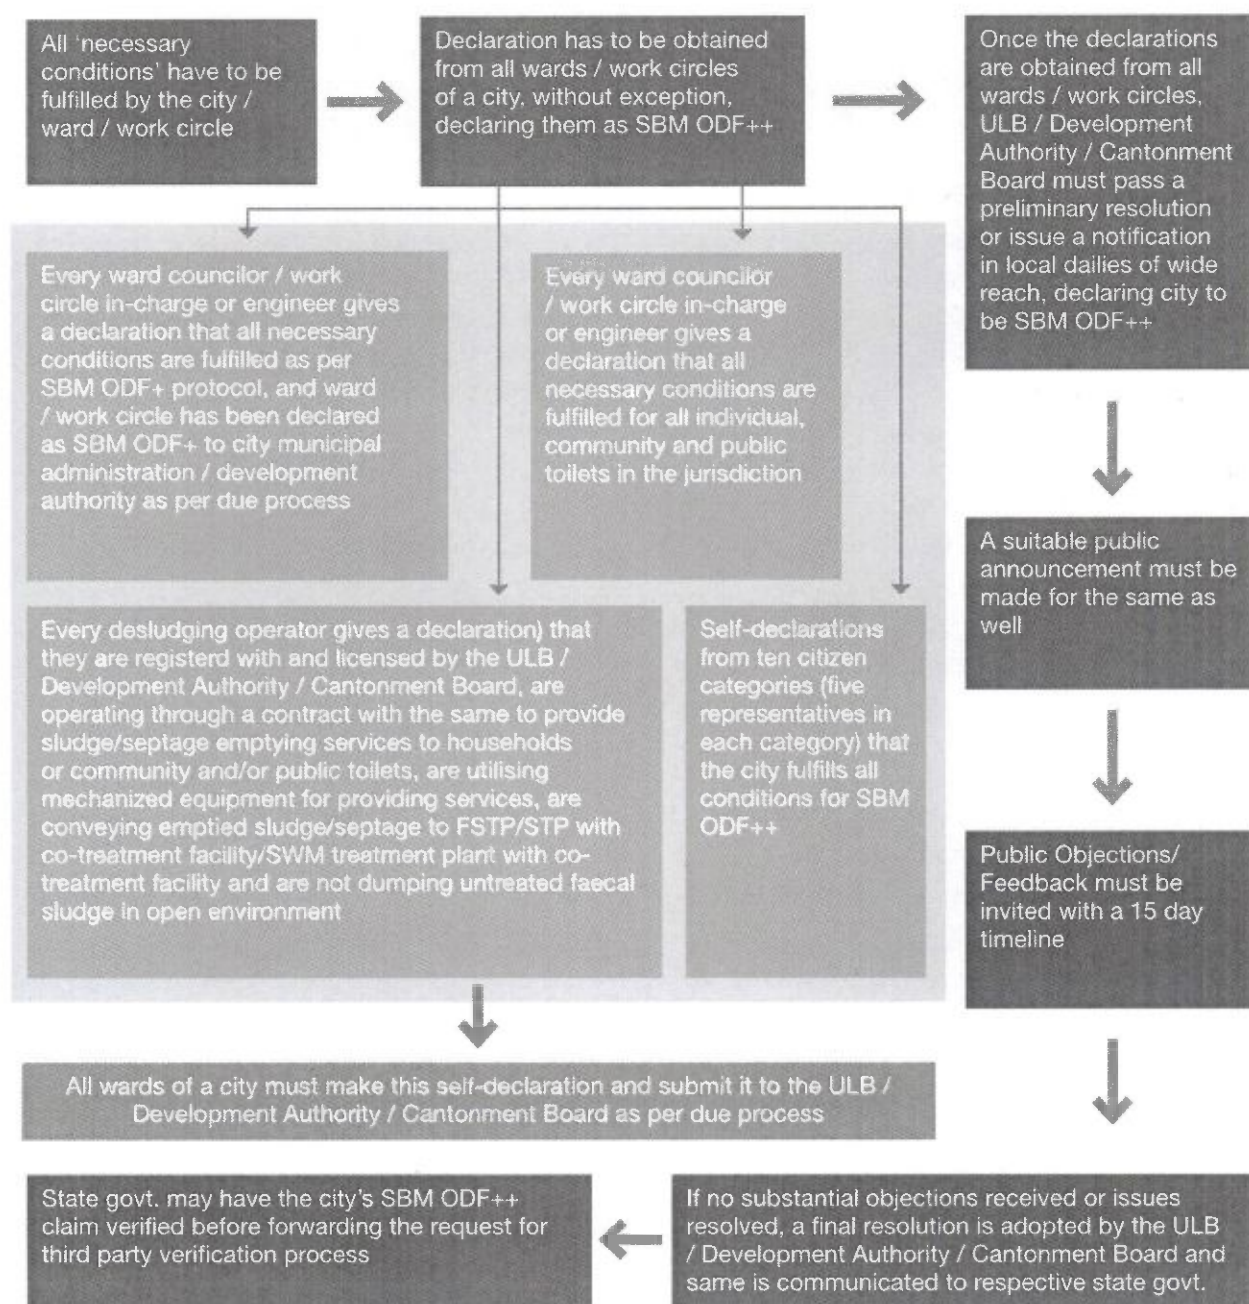 All ‘necessary
conditions’ have to be
fulfilled by the city /
ward / work circle
Declaration has to be obtained
from all wards / work circles
of a city, without exception,
declaring them as SBM ODF++
Once the declarations
are obtained from all
wards / work circles,
ULB / Development
Authority / Cantonment
Board must pass a
preliminary resolution
or issue a notification
in local dailies of wide
reach, declaring city to
be SBM ODF++
Every ward councilor / work
circle in-charge or engineer gives
a declaration that all necessary
conditions are fulfilled as per
SBM ODF+ protocol, and ward
/ work circle has been declared
as SBM ODF+ to city municipal
administration / development
authority as per due process
Every ward councilor
/ work circle in-charge
or engineer gives a
declaration that all
necessary conditions are
fulfilled for all individual,
community and public
toilets in the jurisdiction
Every desludging operator gives a declaration) that
they are registerd with and licensed by the ULB /
Development Authority / Cantonment Board, are
operating through a contract with the same to provide
sludge/septage emptying services to households
or community and/or public toilets, are utilising
mechanized equipment for providing services, are
conveying emptied sludge/septage to FSTP/STP with
co-treatment facility/SWM treatment plant with co-
treatment facility and are not dumping untreated faecal
sludge in open environment
Self-declarations
from ten citizen
categories (five
representatives in
each category) that
the city fulfills all
conditions for SBM
ODF++
A suitable public
announcement must be
made for the same as
well
Public Objections/
Feedback must be
invited with a 15 day
timeline
All wards of a city must make this self-declaration and submit it to the ULB /
Development Authority / Cantonment Board as per due process
If no substantial objections received or issues
resolved, a final resolution is adopted by the ULB
/ Development Authority / Cantonment Board and
same is communicated to respective state govt.
State govt. may have the city's SBM ODF++
claim verified before forwarding the request for
third party verification process